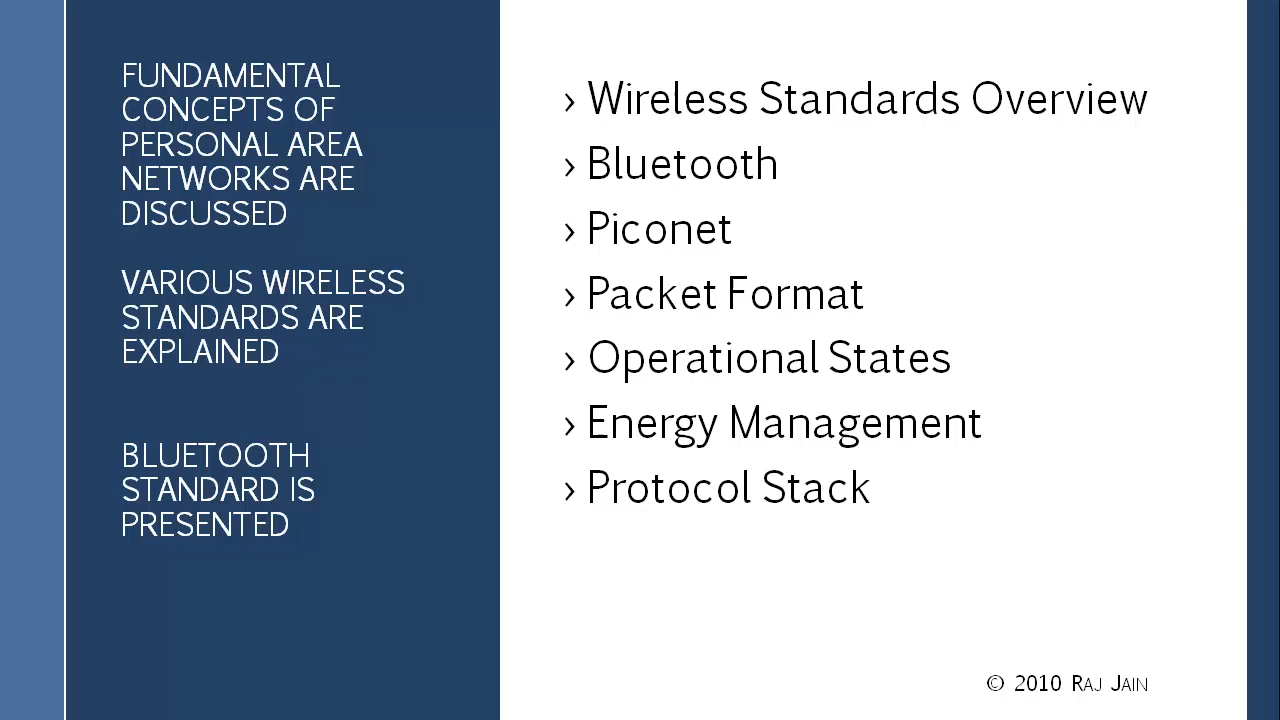 FUNDAMENTAL
CONCEPTS OF
PERSONAL AREA
NETWORKS ARE
DISCUSSED
VARIOUS WIRELESS
STANDARDS ARE
EXPLAINED
BLUETOOTH
STANDARD IS
PRESENTED
› Wireless Standards Overview
› Bluetooth
› Piconet
› Packet Format
› Operational States
› Energy Management
› Protocol Stack
© 2010 RAJ JAIN